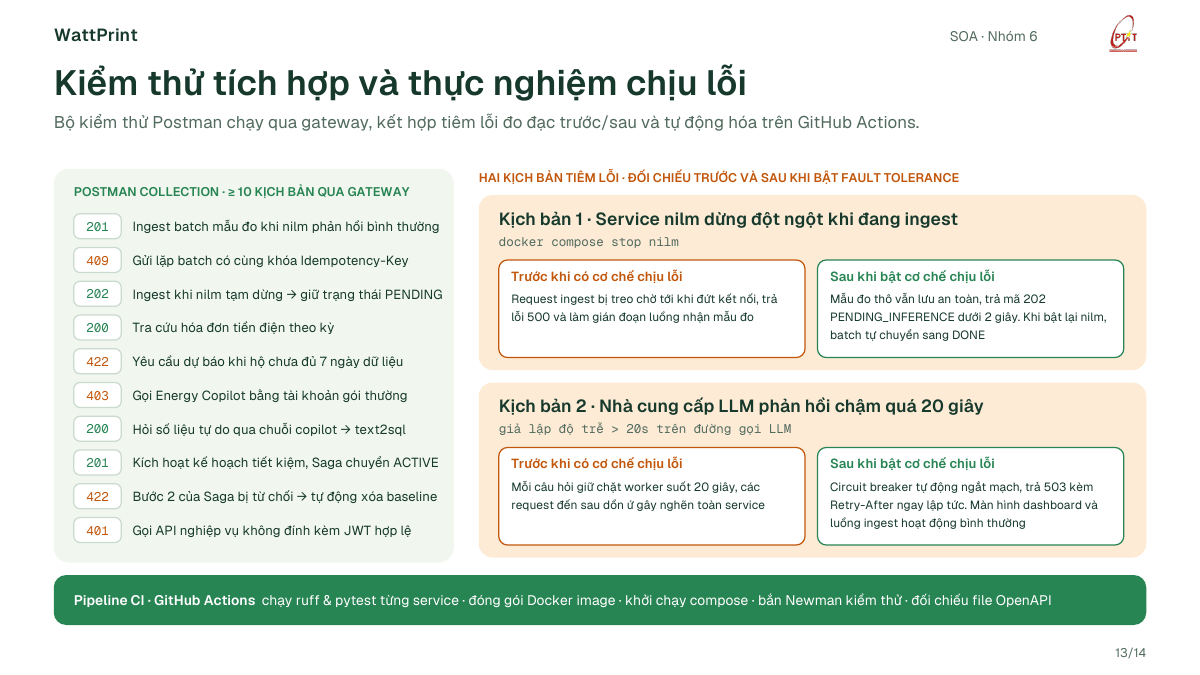 WattPrint
SOA · Nhóm 6
PTIT
Kiểm thử tích hợp và thực nghiệm chịu lỗi
Bộ kiểm thử Postman chạy qua gateway, kết hợp tiêm lỗi đo đạc trước/sau và tự động hóa trên GitHub Actions.
POSTMAN COLLECTION · ≥ 10 KỊCH BẢN QUA GATEWAY
201 Ingest batch mẫu đo khi nilm phản hồi bình thường
409 Gửi lặp batch có cùng khóa Idempotency-Key
202 Ingest khi nilm tạm dừng → giữ trạng thái PENDING
200 Tra cứu hóa đơn tiền điện theo kỳ
422 Yêu cầu dự báo khi hộ chưa đủ 7 ngày dữ liệu
403 Gọi Energy Copilot bằng tài khoản gói thường
200 Hỏi số liệu tự do qua chuỗi copilot → text2sql
201 Kích hoạt kế hoạch tiết kiệm, Saga chuyển ACTIVE
422 Bước 2 của Saga bị từ chối → tự động xóa baseline
401 Gọi API nghiệp vụ không đính kèm JWT hợp lệ
HAI KỊCH BẢN TIÊM LỖI · ĐỐI CHIẾU TRƯỚC VÀ SAU KHI BẬT FAULT TOLERANCE
Kịch bản 1 · Service nilm dừng đột ngột khi đang ingest
docker compose stop nilm
Trước khi có cơ chế chịu lỗi
Request ingest bị treo chờ tới khi đứt kết nối, trả
lỗi 500 và làm gián đoạn luồng nhận mẫu đo
Sau khi bật cơ chế chịu lỗi
Mẫu đo thô vẫn lưu an toàn, trả mã 202
PENDING_INFERENCE dưới 2 giây. Khi bật lại nilm,
batch tự chuyển sang DONE
Kịch bản 2 · Nhà cung cấp LLM phản hồi chậm quá 20 giây
giả lập độ trễ > 20s trên đường gọi LLM
Trước khi có cơ chế chịu lỗi
Mỗi câu hỏi giữ chặt worker suốt 20 giây, các
request đến sau dồn ứ gây nghẽn toàn service
Sau khi bật cơ chế chịu lỗi
Circuit breaker tự động ngắt mạch, trả 503 kèm
Retry-After ngay lập tức. Màn hình dashboard và
luồng ingest hoạt động bình thường
Pipeline CI · GitHub Actions chạy ruff & pytest từng service · đóng gói Docker image · khởi chạy compose · bắn Newman kiểm thử · đối chiếu file OpenAPI
13/14